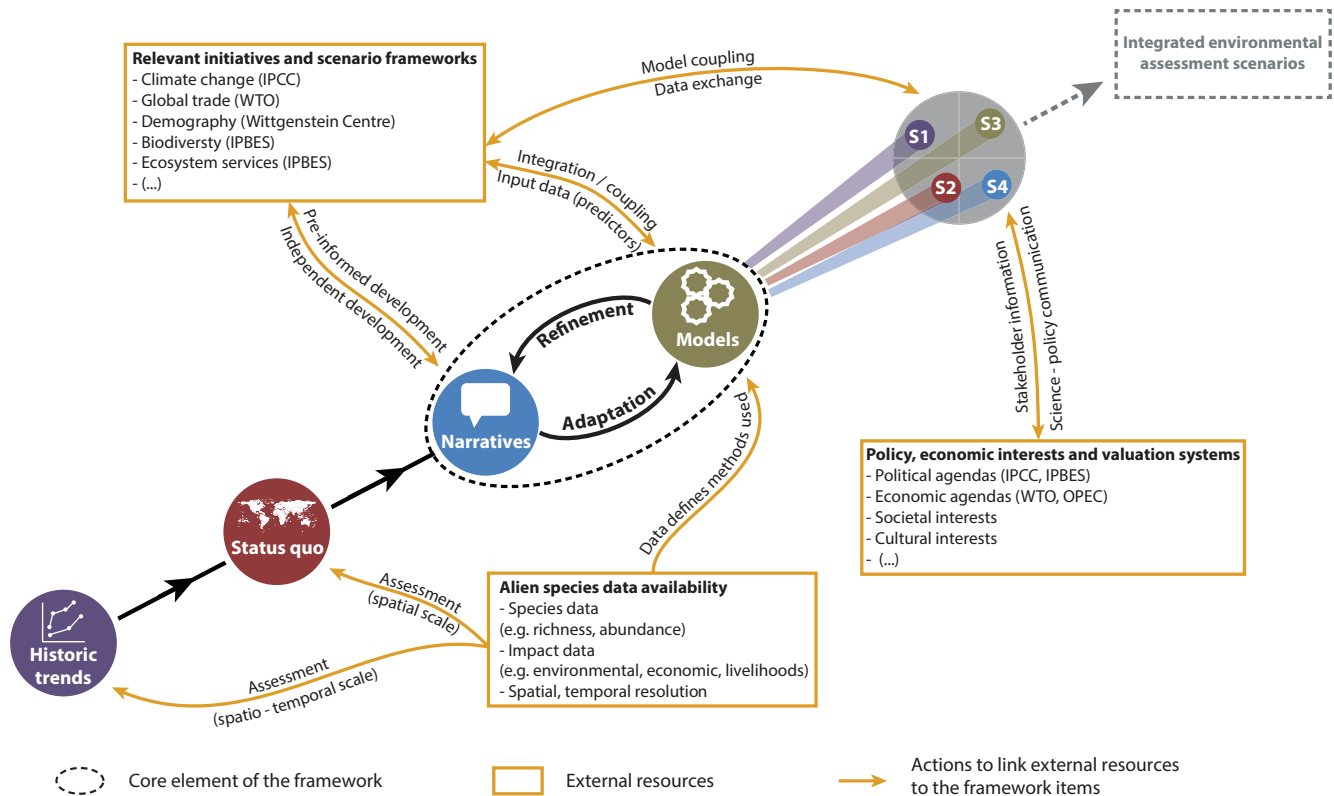 Integrated environmental
assessment scenarios
Relevant initiatives and scenario frameworks
- Climate change (IPCC)
- Global trade (WTO)
- Demography (Wittgenstein Centre)
- Biodiversty (IPBES)
- Ecosystem services (IPBES)
- (...)
Model coupling
Data exchange
S1
S3
S2
S4
Integration / coupling
Input data (predictors)
Pre-informed development
Independent development
Stakeholder information
Science - policy communication
Refinement
Models
Adaptation
Narratives
Data defines methods used
Policy, economic interests and valuation systems
- Political agendas (IPCC, IPBES)
- Economic agendas (WTO, OPEC)
- Societal interests
- Cultural interests
- (...)
Status quo
Assessment
(spatial scale)
Alien species data availability
- Species data
(e.g. richness, abundance)
- Impact data
(e.g. environmental, economic, livelihoods)
- Spatial, temporal resolution
Historic
trends
Assessment
(spatio - temporal scale)
Core element of the framework
External resources
Actions to link external resources
to the framework items